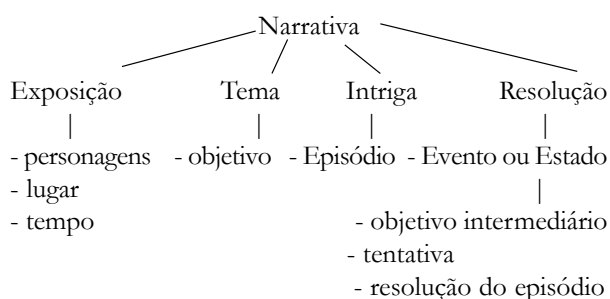 Narrativa
Exposição Tema Intriga Resolução
- personagens - objetivo - Episódio - Evento ou Estado
- lugar
- tempo - objetivo intermediário
- tentativa
- resolução do episódio